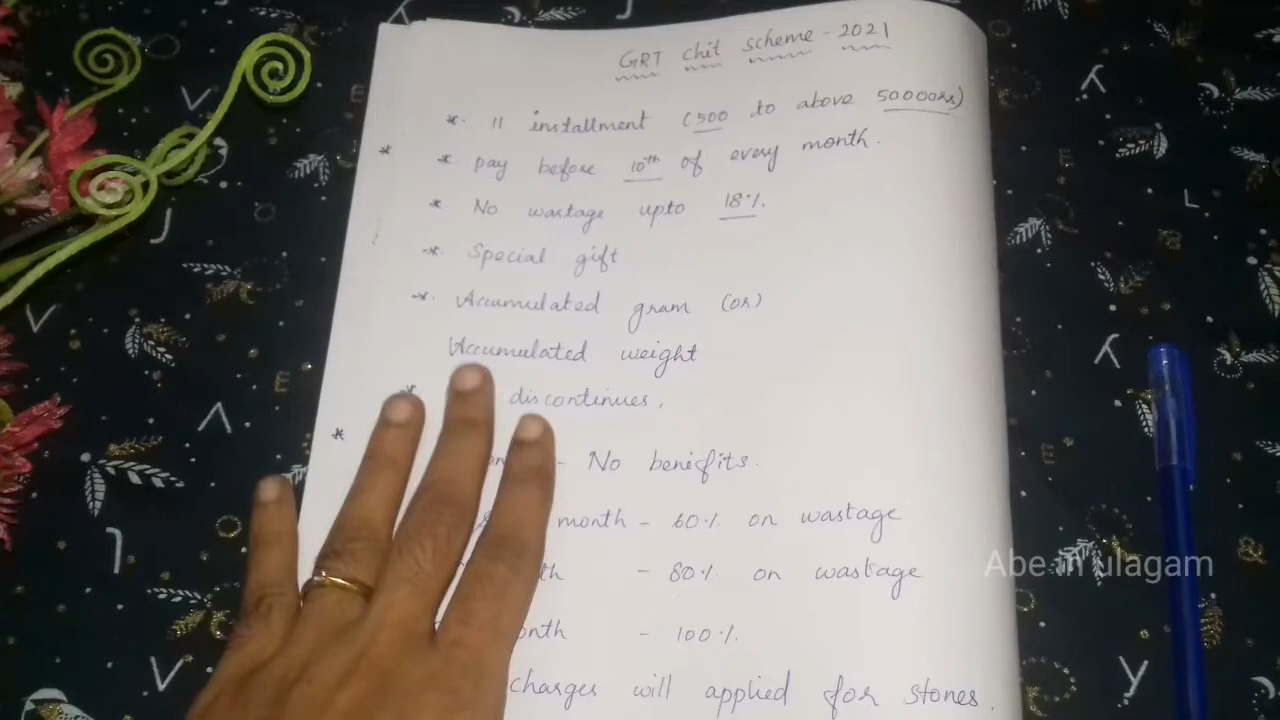 GRT chit scheme - 2021
*. 11 installment (500 to above 50000rs)
* * pay before 10th of every month.
* No wastage upto 18%.
*. Special gift
*. Accumulated gram (or)
Accumulated weight
* discontinues,
*
- No benifits.
month - 60% on wastage
- 80% on wastage
- 100%.
charges will applied for stones.
Abe in ulagam